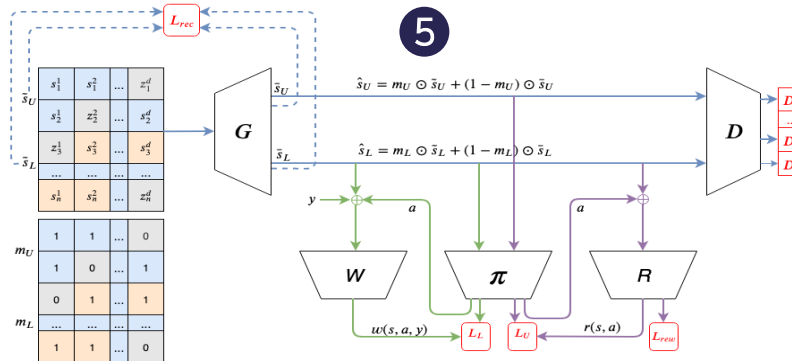 L_rec
5
s_1^1 s_1^2 ... z_1^d
s_2^1 z_2^2 ... s_2^d
z_3^1 s_3^2 ... s_3^d
... ... ... ...
s_n^1 s_n^2 ... z_n^d
s̃_U
s̃_L
G
s̄_U
s̄_L
ŝ_U = m_U ⊙ s̃_U + (1 − m_U) ⊙ s̄_U
ŝ_L = m_L ⊙ s̃_L + (1 − m_L) ⊙ s̄_L
D
D
...
D
D
y
a
a
m_U
m_L
1 1 ... 0
1 0 ... 1
0 1 ... 1
... ... ... ...
1 1 ... 0
W
π
R
w(s, a, y)
L_L
L_U
r(s, a)
L_rew